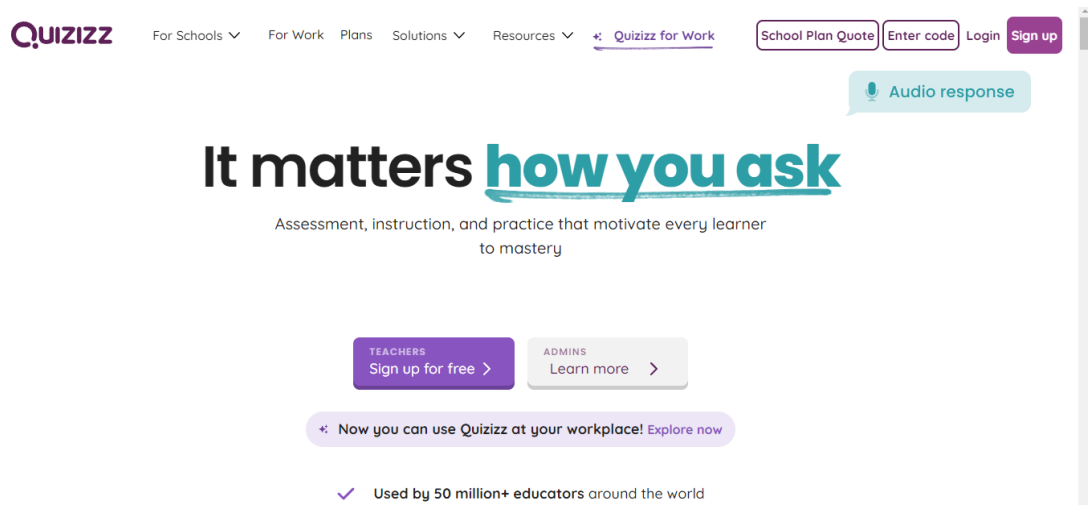 Quizizz
For Schools
For Work
Plans
Solutions
Resources
Quizizz for Work
School Plan Quote
Enter code
Login
Sign up
Audio response
It matters how you ask
Assessment, instruction, and practice that motivate every learner
to mastery
TEACHERS
Sign up for free
ADMINS
Learn more
Now you can use Quizizz at your workplace! Explore now
Used by 50 million+ educators around the world